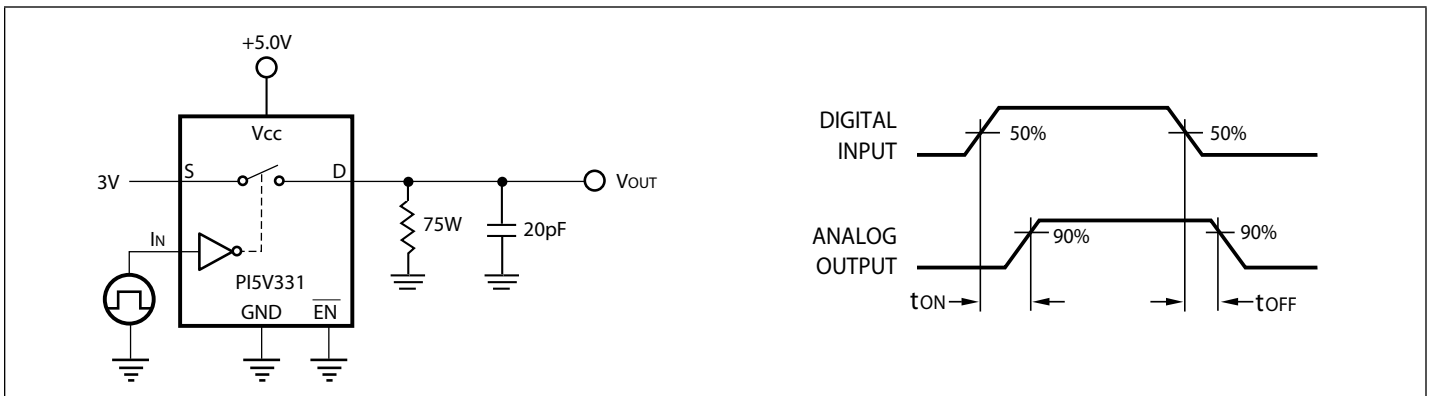 +5.0V
Vcc
S
D
3V
VOUT
75W
20pF
IN
PI5V331
GND
EN
DIGITAL
INPUT
50%
50%
ANALOG
OUTPUT
90%
90%
tON
tOFF